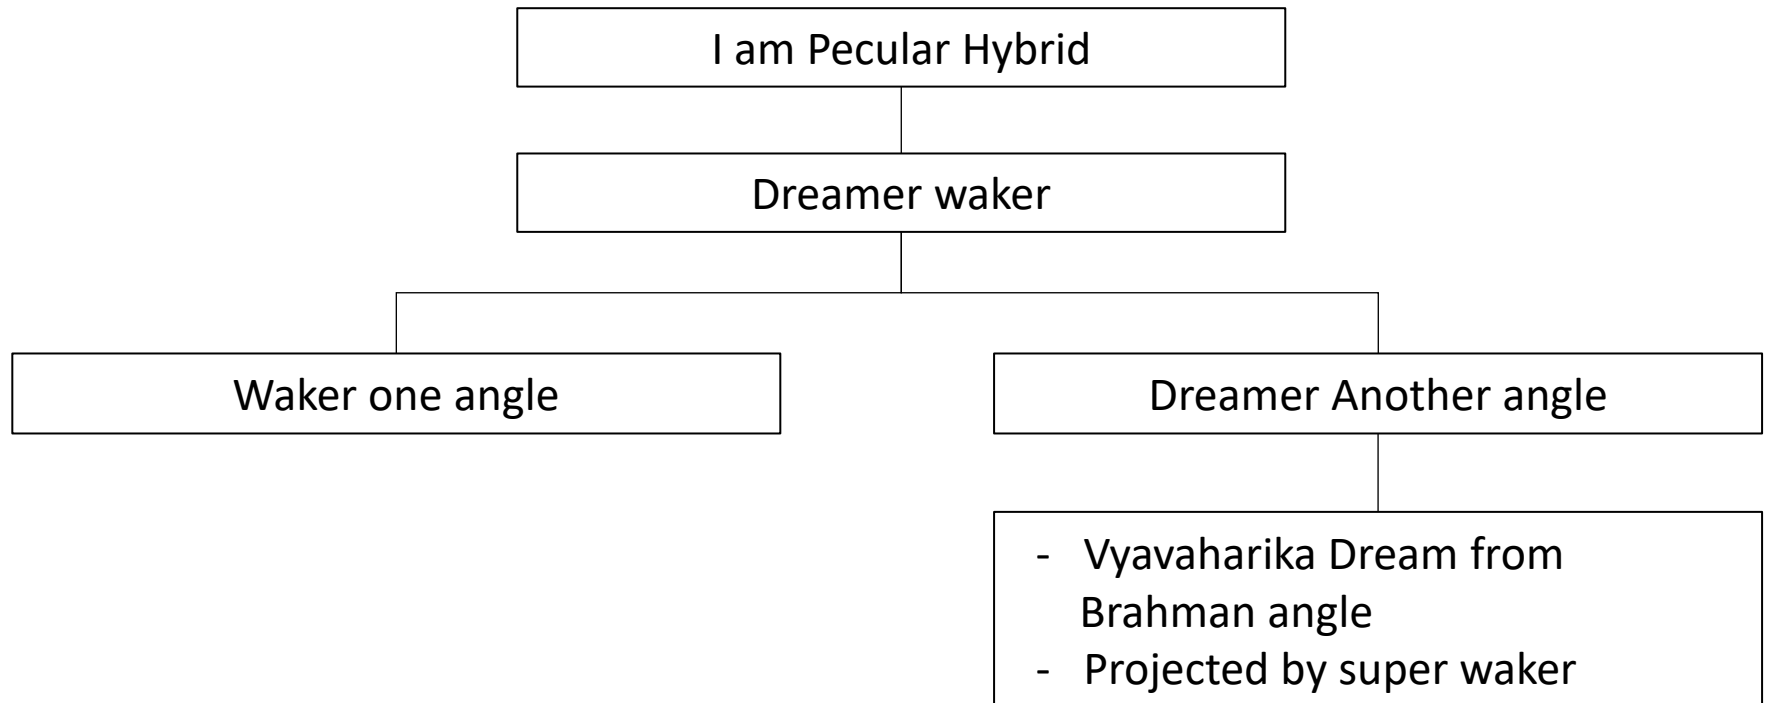 I am Pecular Hybrid
Dreamer waker
Waker one angle
Dreamer Another angle
- Vyavaharika Dream from
Brahman angle
- Projected by super waker